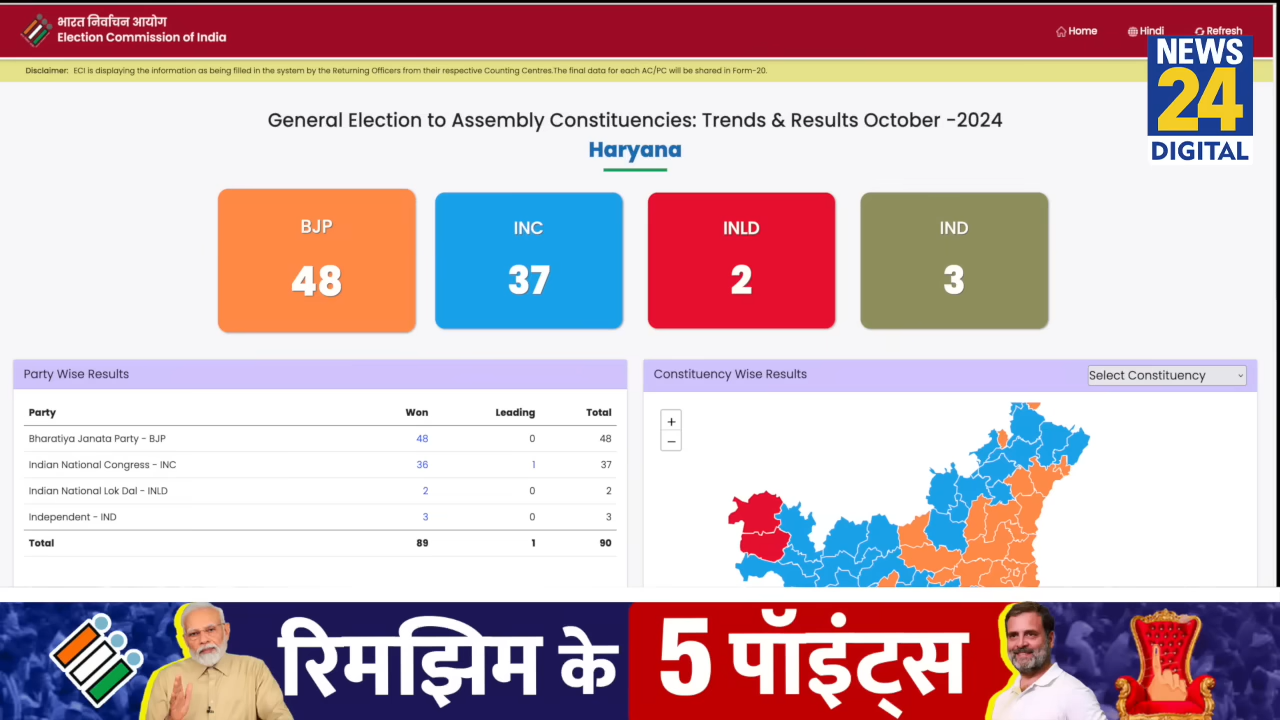 भारत निर्वाचन आयोग
Election Commission of India
Home Hindi Refresh
NEWS
24
DIGITAL
Disclaimer: ECI is displaying the information as being filled in the system by the Returning Officers from their respective Counting Centres.The final data for each AC/PC will be shared in Form-20.
General Election to Assembly Constituencies: Trends & Results October -2024
Haryana
BJP INC INLD IND
48 37 2 3
Party Wise Results
Party Won Leading Total
Bharatiya Janata Party - BJP 48 0 48
Indian National Congress - INC 36 1 37
Indian National Lok Dal - INLD 2 0 2
Independent - IND 3 0 3
Total 89 1 90
Constituency Wise Results
Select Constituency
+
−
रिमझिम के 5 पॉइंट्स